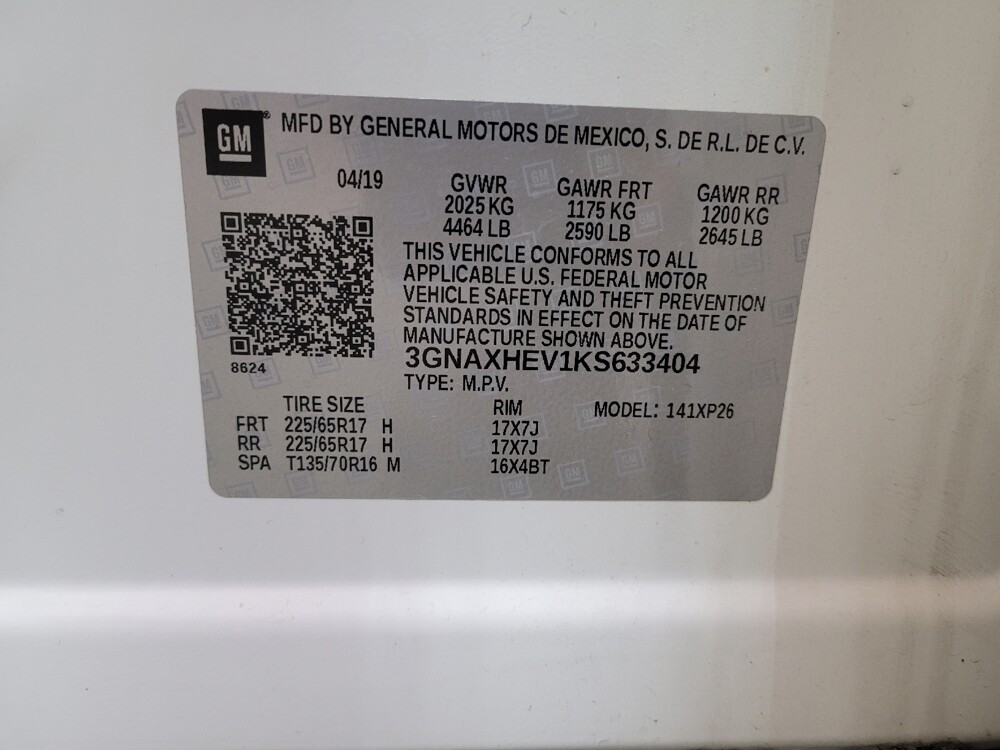 GM® MFD BY GENERAL MOTORS DE MEXICO, S. DE R.L. DE C.V.
04/19 GVWR GAWR FRT GAWR RR
2025 KG 1175 KG 1200 KG
4464 LB 2590 LB 2645 LB
THIS VEHICLE CONFORMS TO ALL
APPLICABLE U.S. FEDERAL MOTOR
VEHICLE SAFETY AND THEFT PREVENTION
STANDARDS IN EFFECT ON THE DATE OF
MANUFACTURE SHOWN ABOVE.
8624 3GNAXHEV1KS633404
TYPE: M.P.V.
TIRE SIZE RIM MODEL: 141XP26
FRT 225/65R17 H 17X7J
RR 225/65R17 H 17X7J
SPA T135/70R16 M 16X4BT